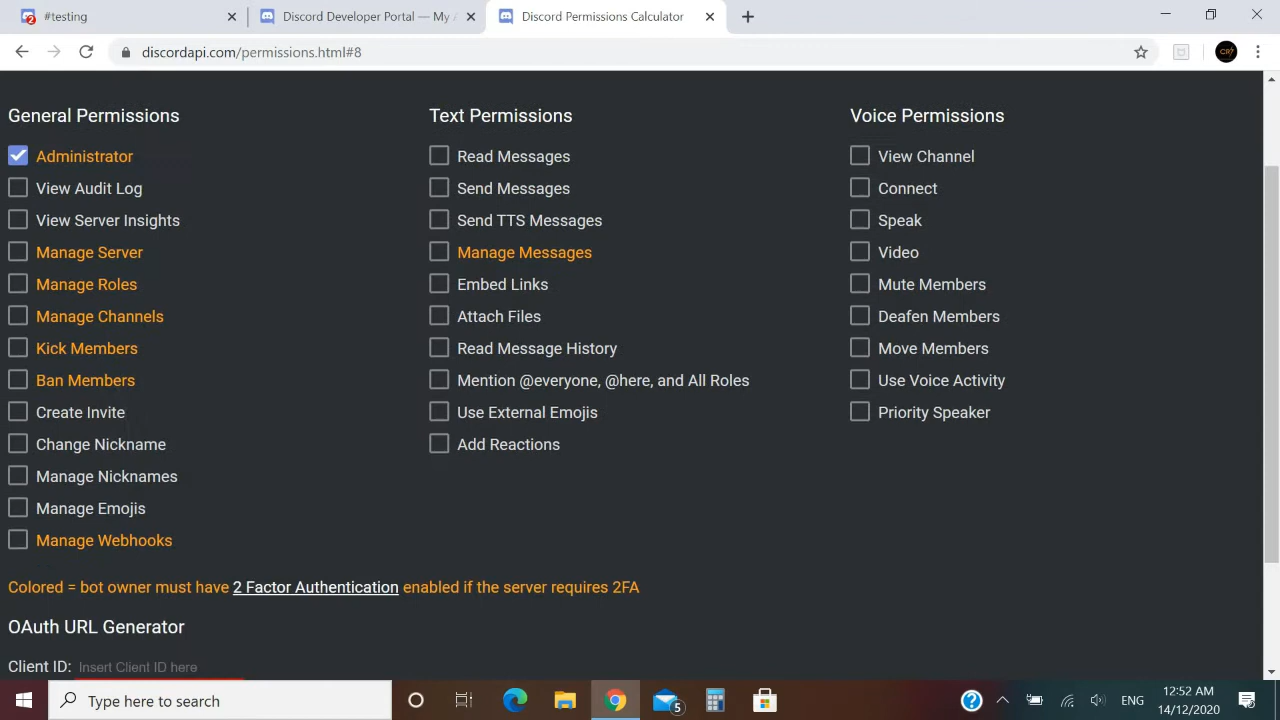 #testing
Discord Developer Portal — My A
Discord Permissions Calculator
2
discordapi.com/permissions.html#8
General Permissions
Administrator
View Audit Log
View Server Insights
Manage Server
Manage Roles
Manage Channels
Kick Members
Ban Members
Create Invite
Change Nickname
Manage Nicknames
Manage Emojis
Manage Webhooks
Text Permissions
Read Messages
Send Messages
Send TTS Messages
Manage Messages
Embed Links
Attach Files
Read Message History
Mention @everyone, @here, and All Roles
Use External Emojis
Add Reactions
Voice Permissions
View Channel
Connect
Speak
Video
Mute Members
Deafen Members
Move Members
Use Voice Activity
Priority Speaker
Colored = bot owner must have 2 Factor Authentication enabled if the server requires 2FA
OAuth URL Generator
Client ID: Insert Client ID here
Type here to search
5
ENG
12:52 AM
14/12/2020